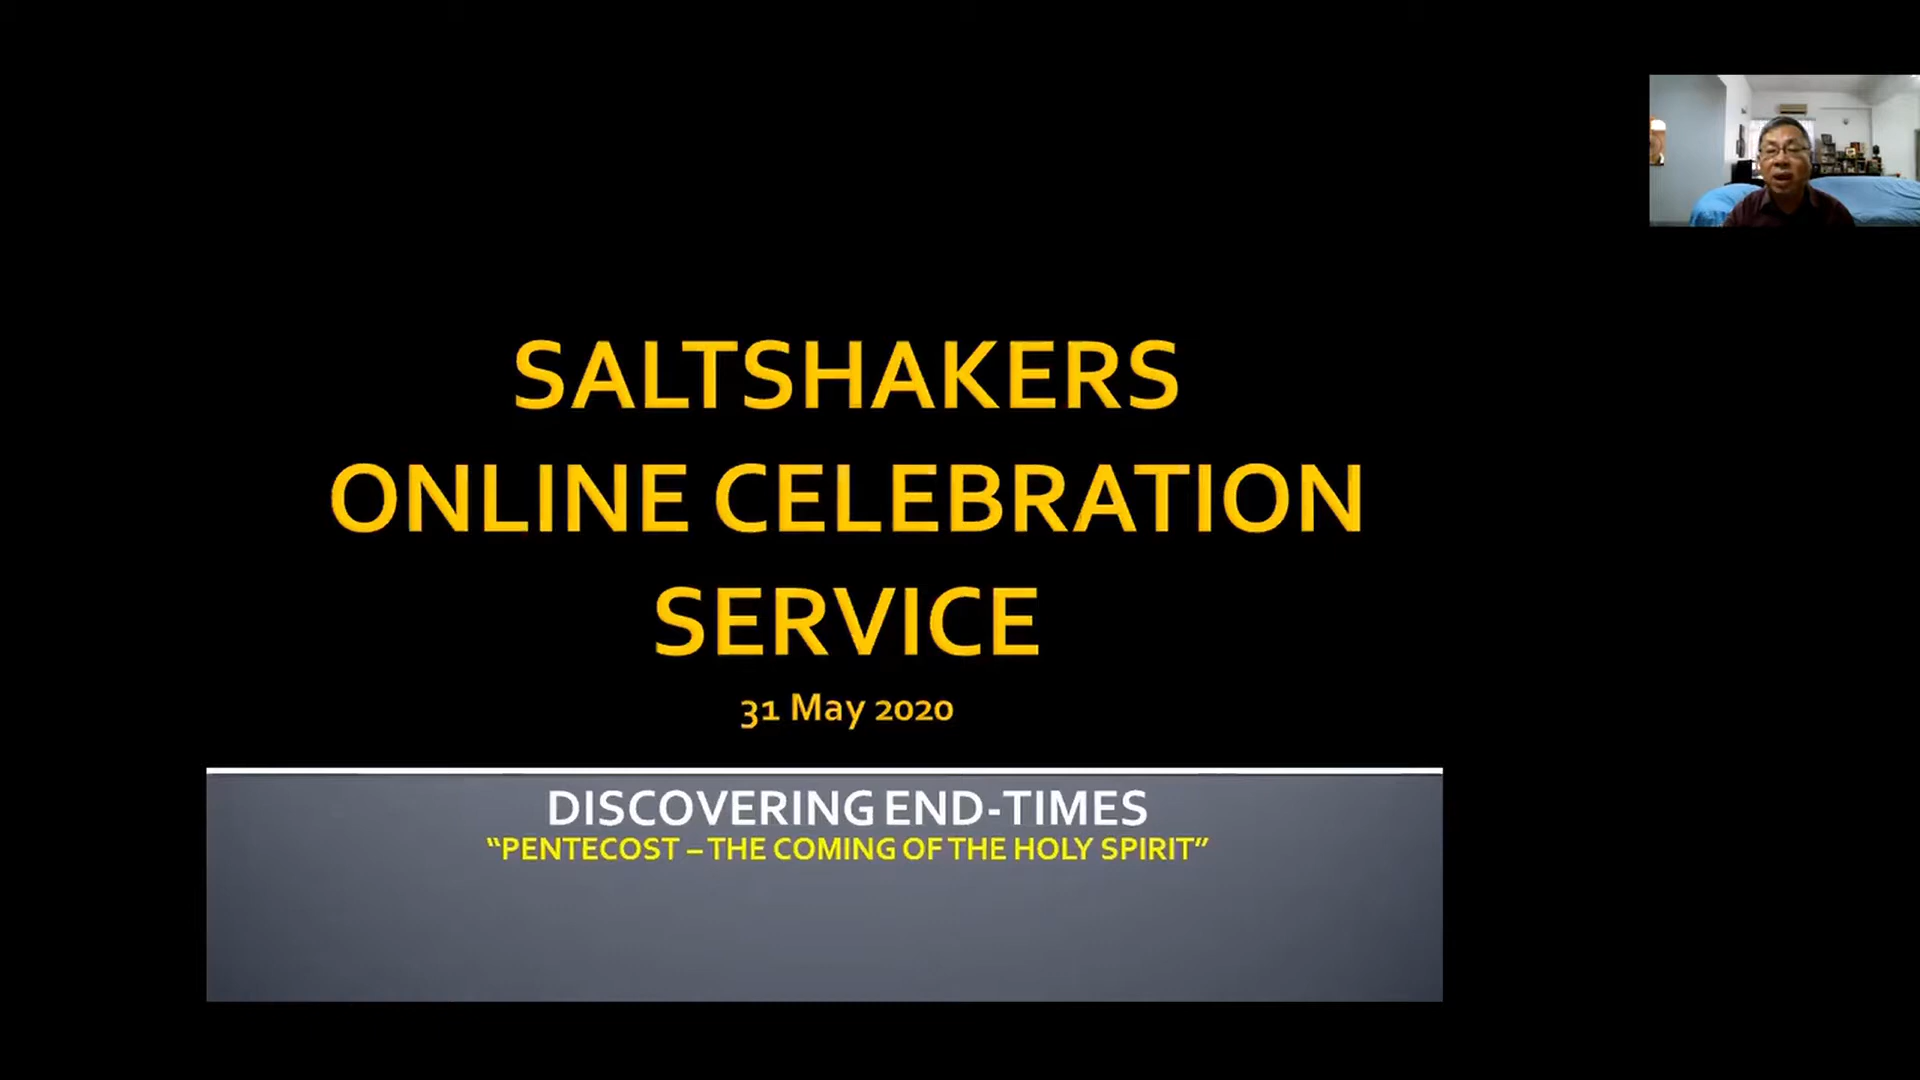 SALTSHAKERS
ONLINE CELEBRATION
SERVICE
31 May 2020
DISCOVERING END-TIMES
“PENTECOST – THE COMING OF THE HOLY SPIRIT”